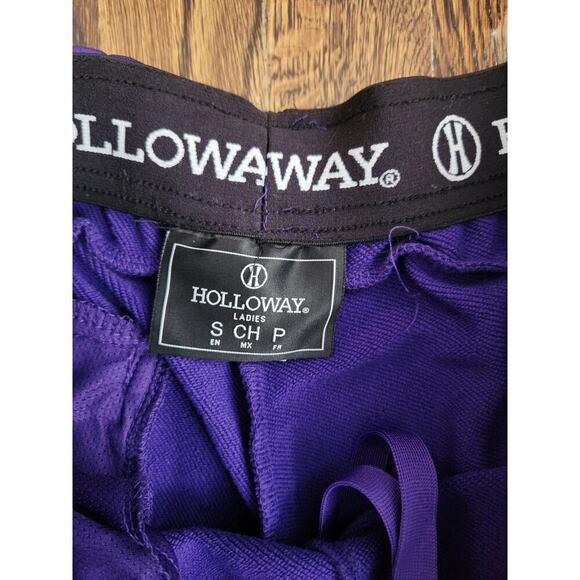 OLLOWAWAY® H H
H
HOLLOWAY®
LADIES
S CH P
EN MX FR